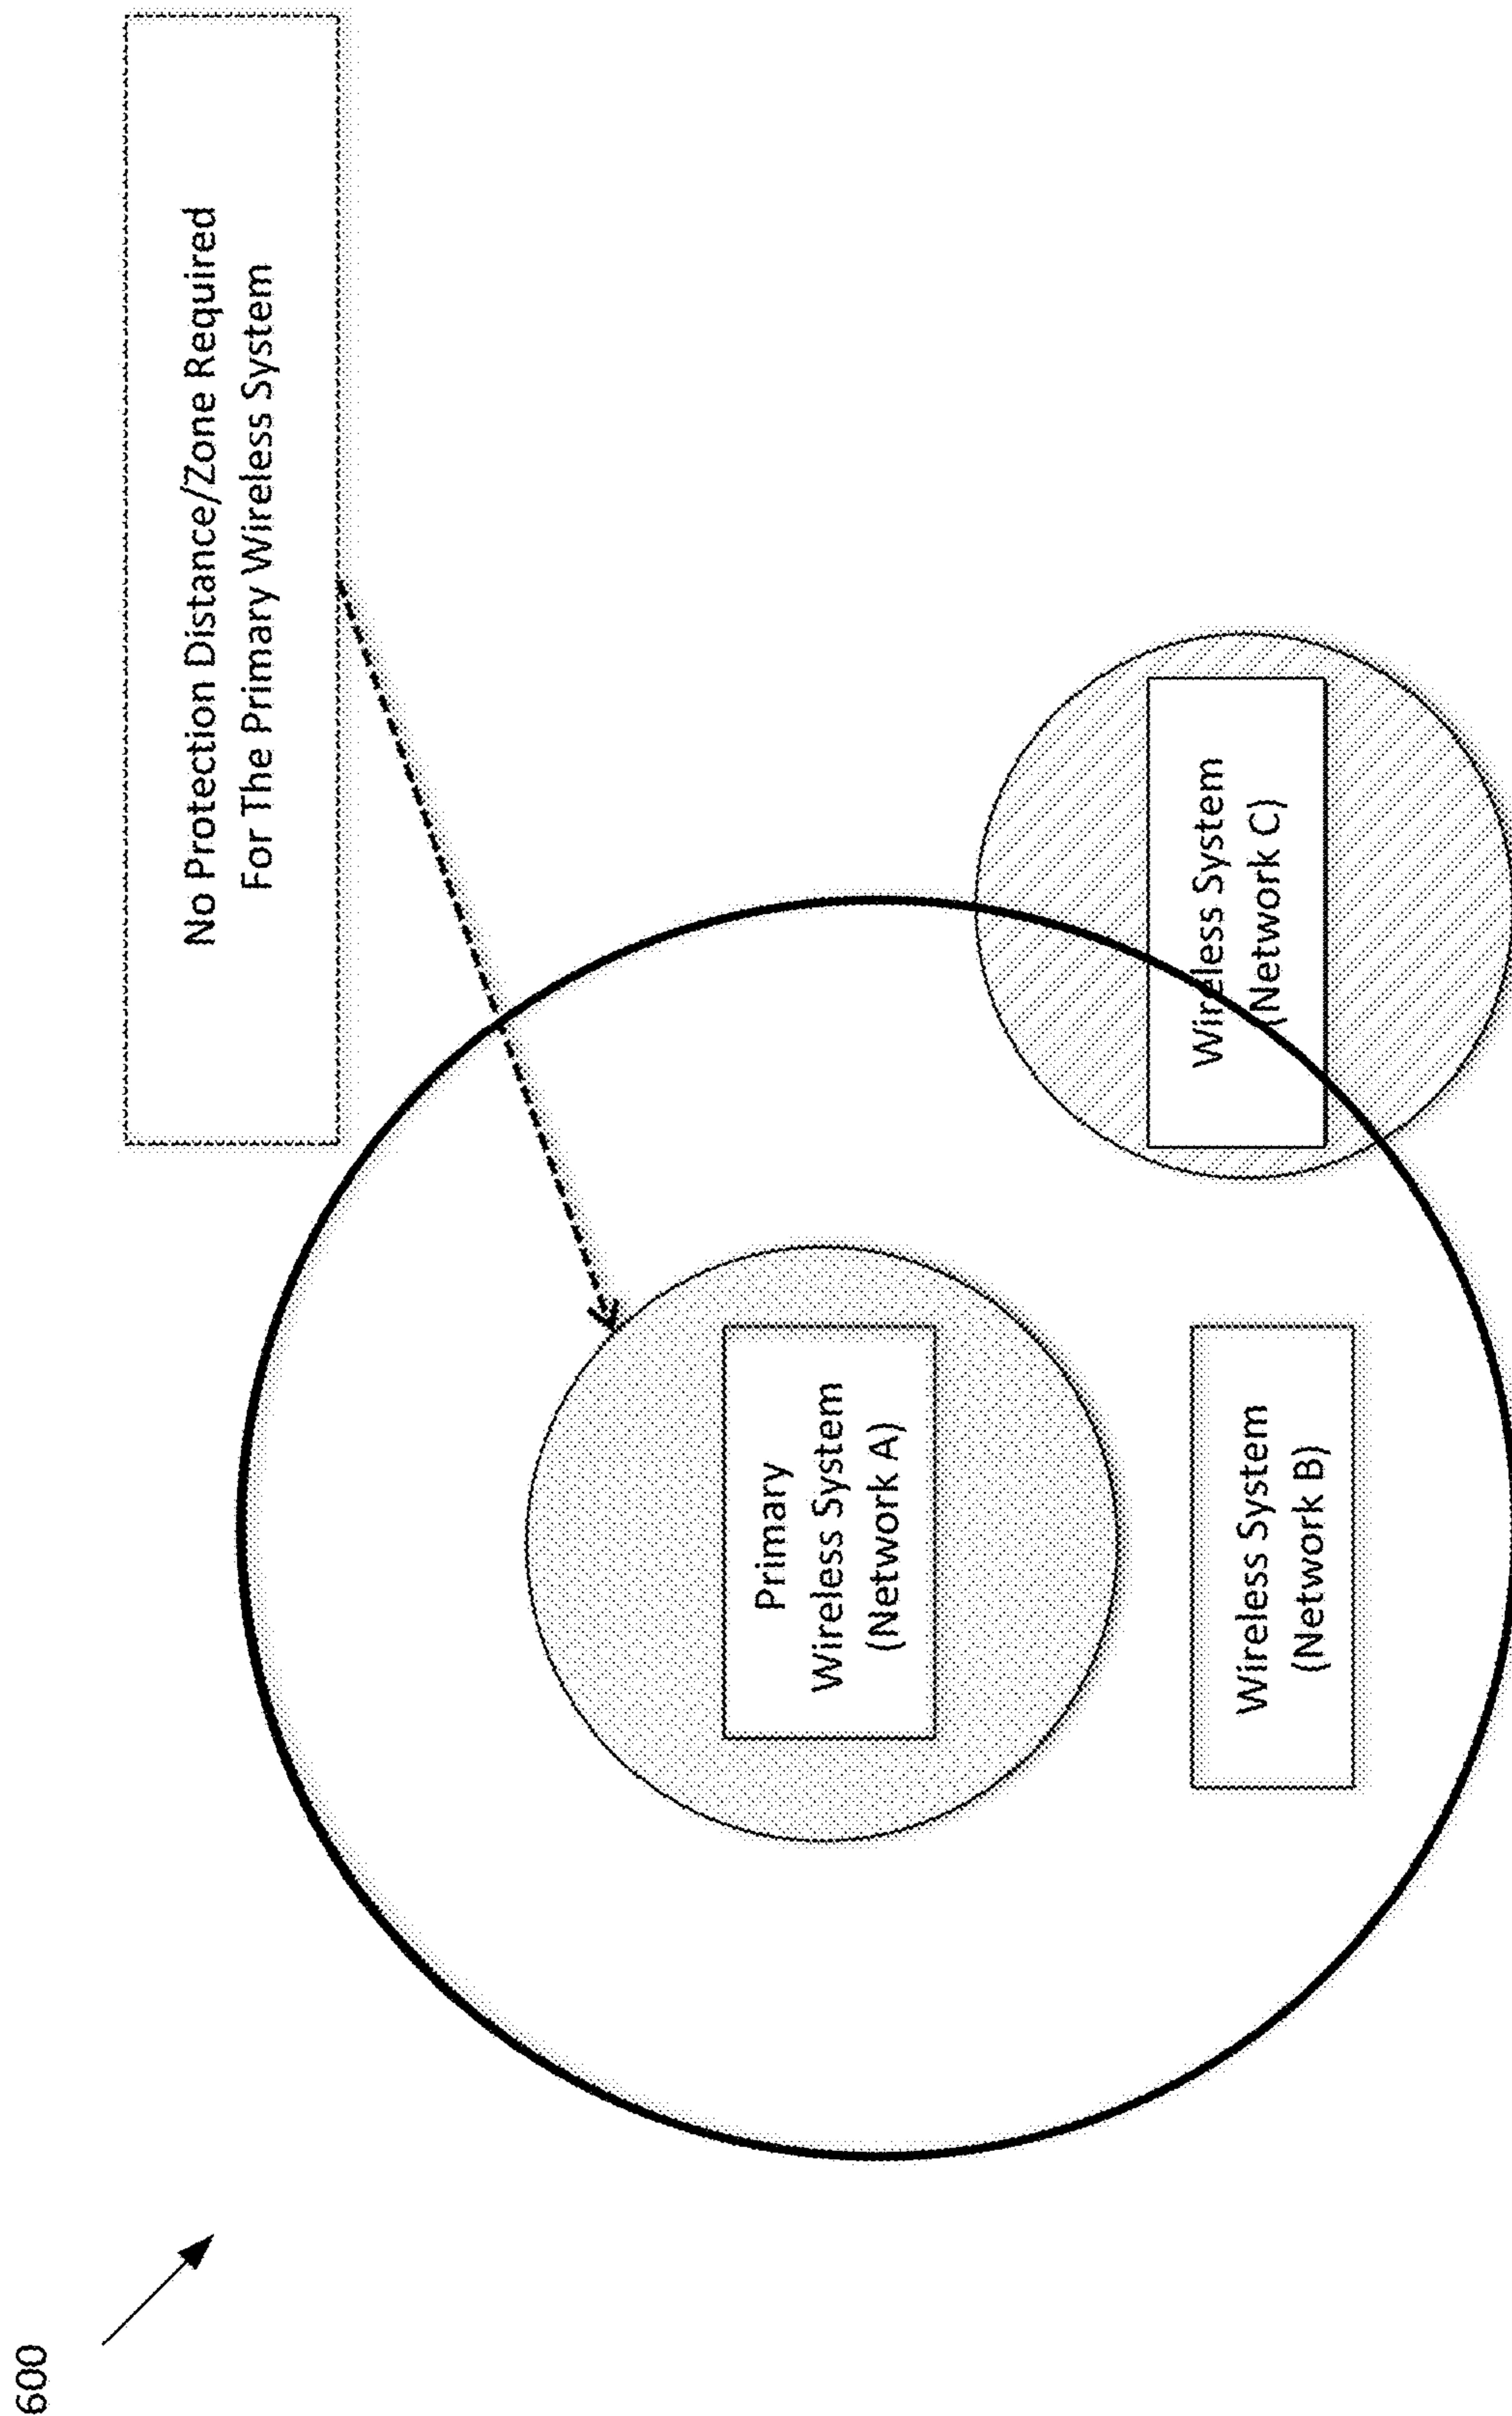 600
No Protection Distance/Zone Required
For The Primary Wireless System
Primary
Wireless System
(Network A)
Wireless System
(Network B)
Wireless System
(Network C)